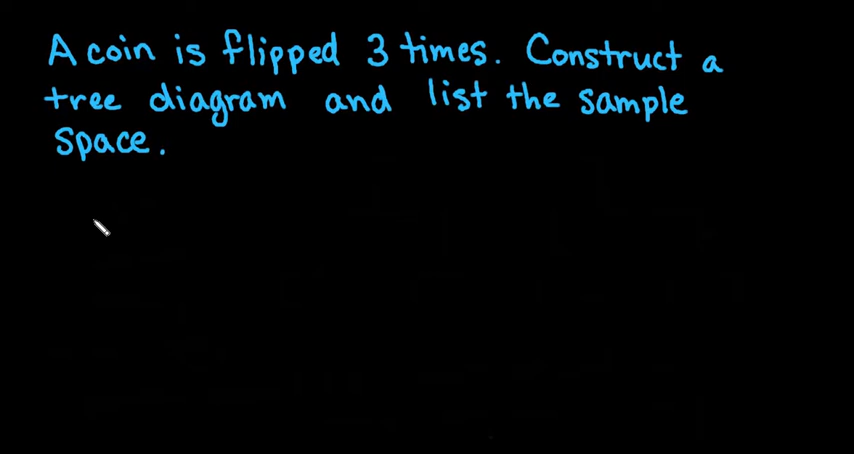 A coin is flipped 3 times. Construct a
tree diagram and list the sample
space.